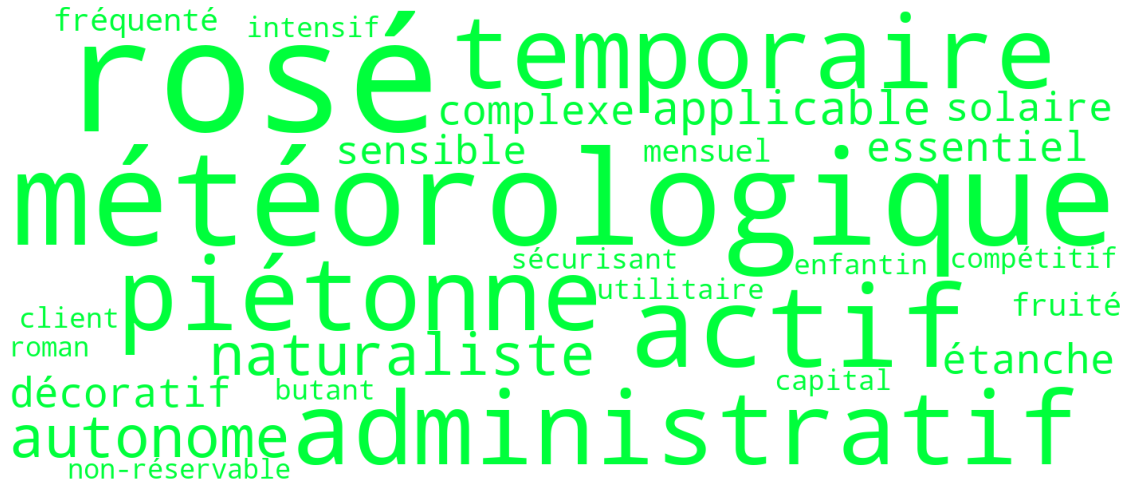 fréquenté
intensif
rosé
temporaire
complexe
applicable
solaire
sensible
mensuel
essentiel
météorologique
sécurisant
enfantin
compétitif
piétonne
utilitaire
actif
fruité
client
roman
naturaliste
étanche
décoratif
butant
capital
autonome
administratif
non-réservable